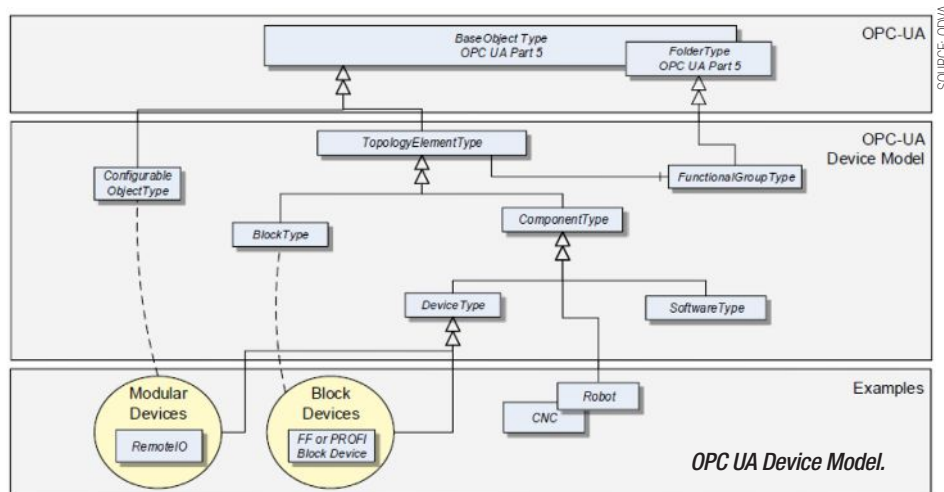 SOURCE: ODVA
OPC-UA
BaseObject Type
OPC UA Part 5
FolderType
OPC UA Part 5
OPC-UA
Device Model
TopologyElementType
Configurable
ObjectType
FunctionalGroupType
BlockType
ComponentType
DeviceType
SoftwareType
Examples
Modular
Devices
RemoteIO
Block
Devices
FF or PROFI
Block Device
Robot
CNC
OPC UA Device Model.